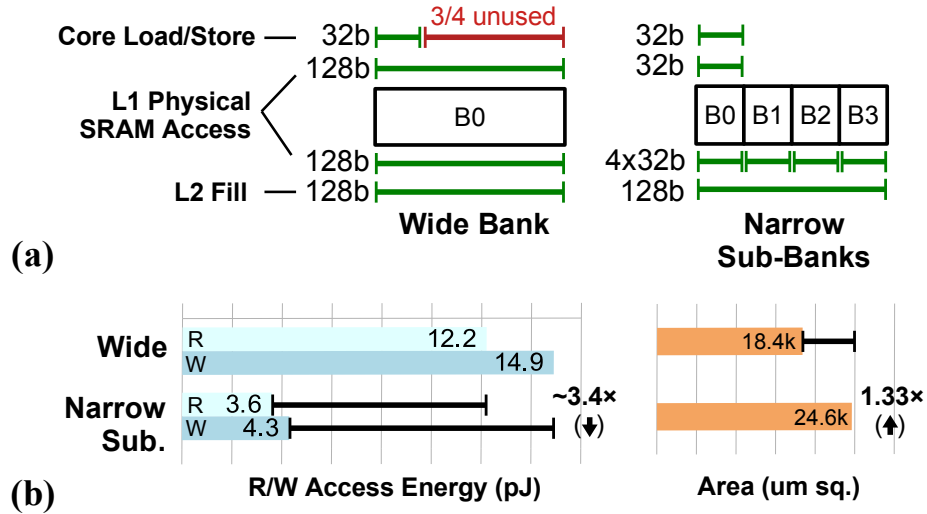 3/4 unused
Core Load/Store
32b
128b
L1 Physical
SRAM Access
B0
128b
L2 Fill
128b
Wide Bank
32b
32b
B0 B1 B2 B3
4x32b
128b
Narrow
Sub-Banks
(a)
Wide
R 12.2
W 14.9
Narrow
Sub.
R 3.6
W 4.3
~3.4×
(↓)
R/W Access Energy (pJ)
18.4k
24.6k
1.33×
(↑)
Area (um sq.)
(b)